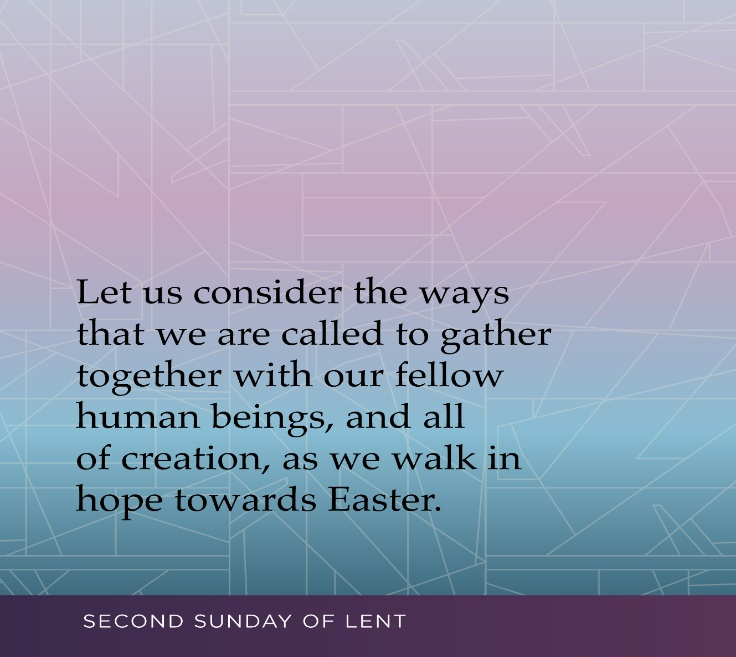 Let us consider the ways
that we are called to gather
together with our fellow
human beings, and all
of creation, as we walk in
hope towards Easter.
SECOND SUNDAY OF LENT